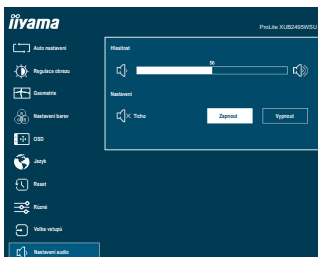 iiyama
ProLite XUB2495WSU
Auto nastavení
Regulace obrazu
Geometrie
Nastavení barev
OSD
Jazyk
Reset
Různé
Volba vstupů
Nastavení audio
Hlasitost
50
Nastavení
Ticho
Zapnout
Vypnout